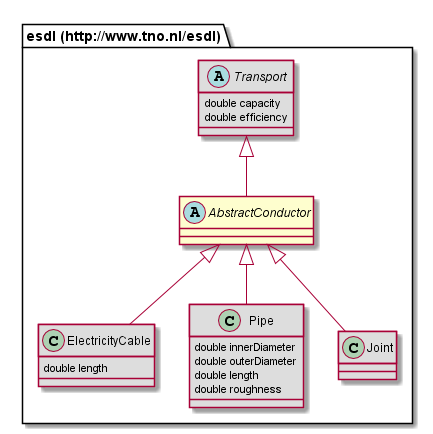 esdl (http://www.tno.nl/esdl)
A Transport
double capacity
double efficiency
A AbstractConductor
C ElectricityCable
double length
C Pipe
double innerDiameter
double outerDiameter
double length
double roughness
C Joint